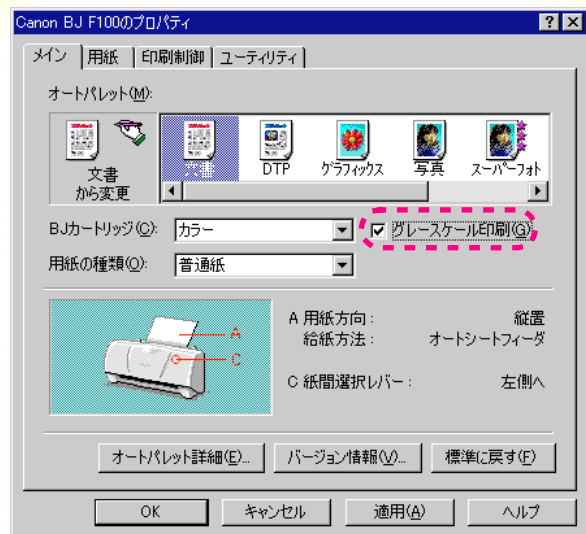 Canon BJ F100のプロパティ
メイン 用紙 印刷制御 ユーティリティ
オートパレット(M):
文書
から変更
文書 DTP グラフィックス 写真 スーパーフォト
BJカートリッジ(C): カラー グレースケール印刷(G)
用紙の種類(O): 普通紙
A
C
A 用紙方向: 縦置
給紙方法: オートシートフィーダ
C 紙間選択レバー: 左側へ
オートパレット詳細(E)... バージョン情報(V)... 標準に戻す(F)
OK キャンセル 適用(A) ヘルプ